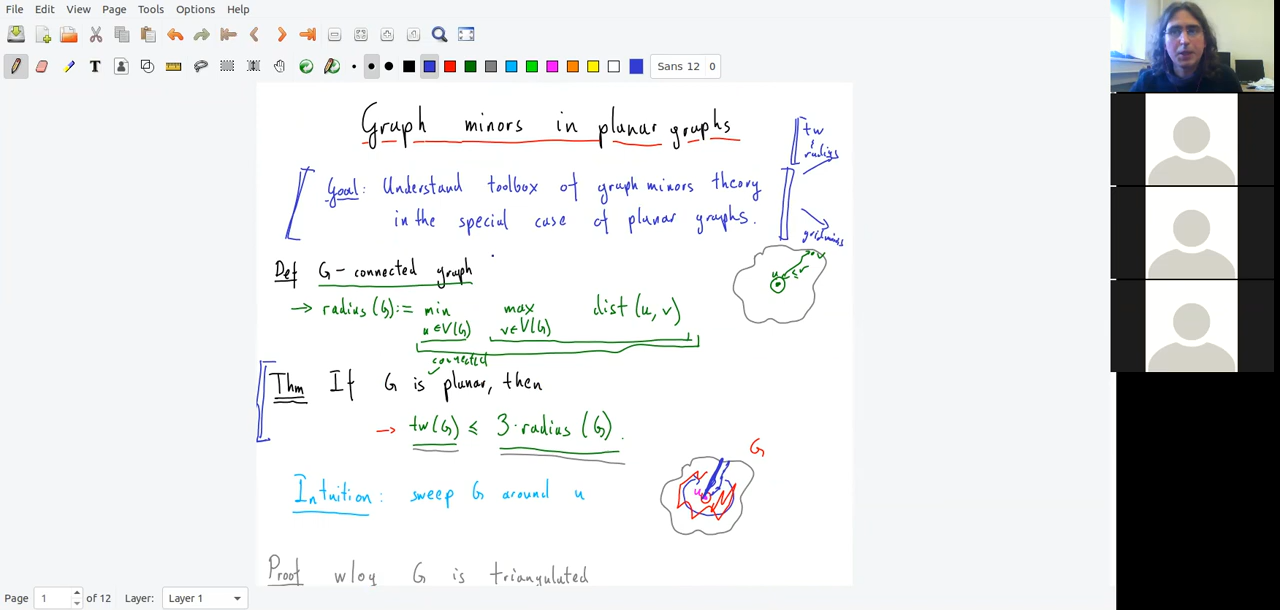 File Edit View Page Tools Options Help
Sans 12 0
Graph minors in planar graphs
tw
radius
Goal: Understand toolbox of graph minors theory
in the special case of planar graphs.
Def G - connected graph
u ≤ r v
→ radius (G) := min max dist (u, v)
u ∈ V(G) v ∈ V(G)
connected
Thm If G is planar, then
→ tw(G) ≤ 3·radius (G).
G
Intuition: sweep G around u
u
Proof wlog G is triangulated
Page 1 of 12 Layer: Layer 1